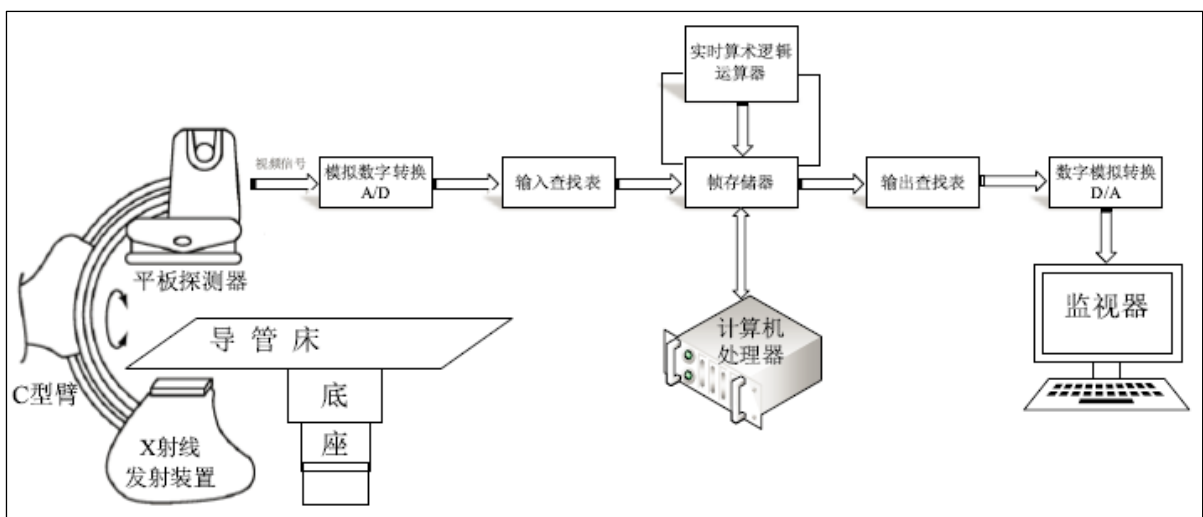 实时算术逻辑
运算器
视频信号
模拟数字转换
A/D
输入查找表
帧存储器
输出查找表
数字模拟转换
D/A
平板探测器
监视器
导管床
计算机
处理器
C型臂
底
座
X射线
发射装置